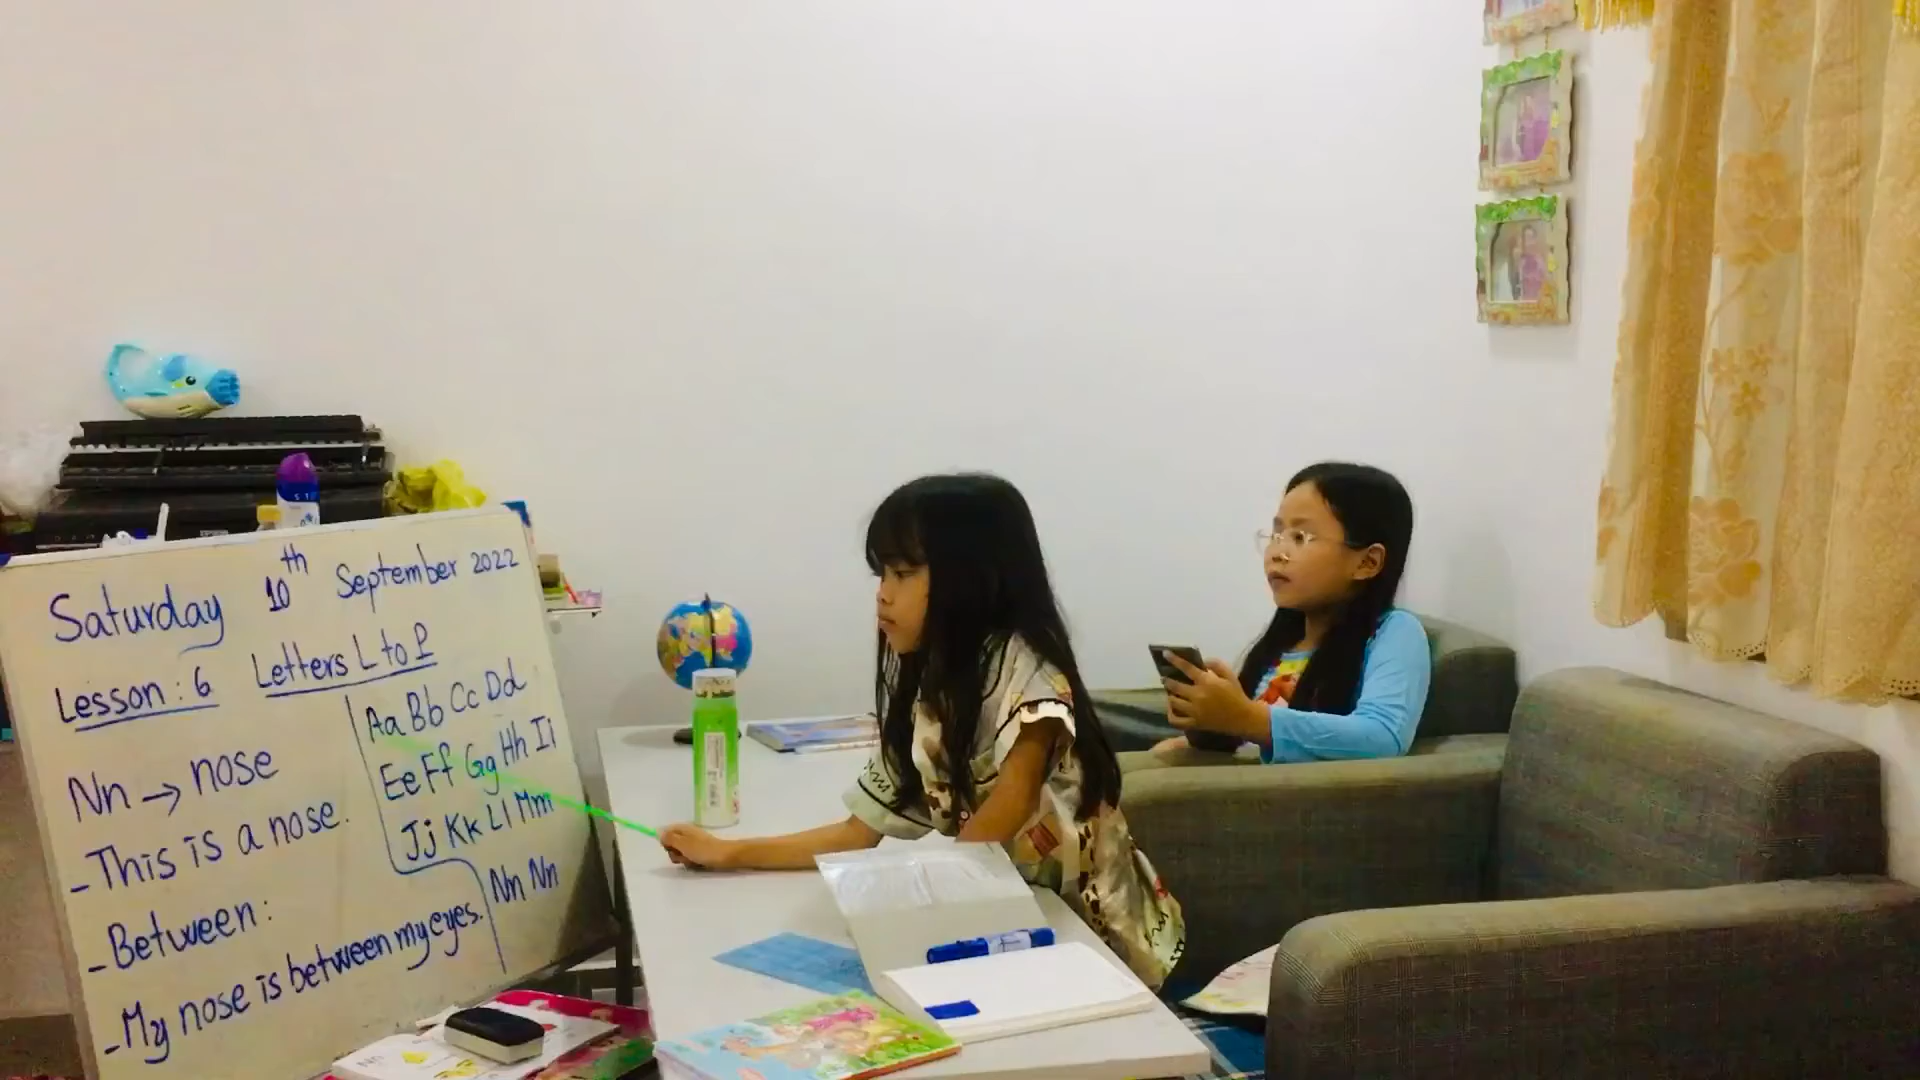 Saturday 10th September 2022
Lesson: 6 Letters L to P
Nn → nose
- This is a nose.
- Between:
- My nose is between my eyes.
Aa Bb Cc Dd
Ee Ff Gg Hh Ii
Jj Kk Ll Mm
Nn Nn